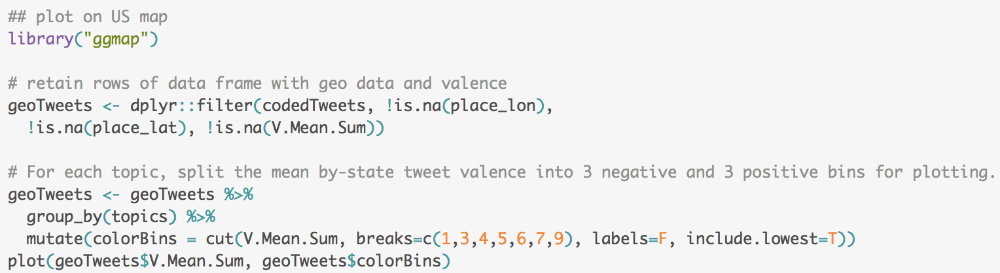 ## plot on US map
library("ggmap")
# retain rows of data frame with geo data and valence
geoTweets <- dplyr::filter(codedTweets, !is.na(place_lon),
  !is.na(place_lat), !is.na(V.Mean.Sum))
# For each topic, split the mean by-state tweet valence into 3 negative and 3 positive bins for plotting.
geoTweets <- geoTweets %>%
  group_by(topics) %>%
  mutate(colorBins = cut(V.Mean.Sum, breaks=c(1,3,4,5,6,7,9), labels=F, include.lowest=T))
plot(geoTweets$V.Mean.Sum, geoTweets$colorBins)